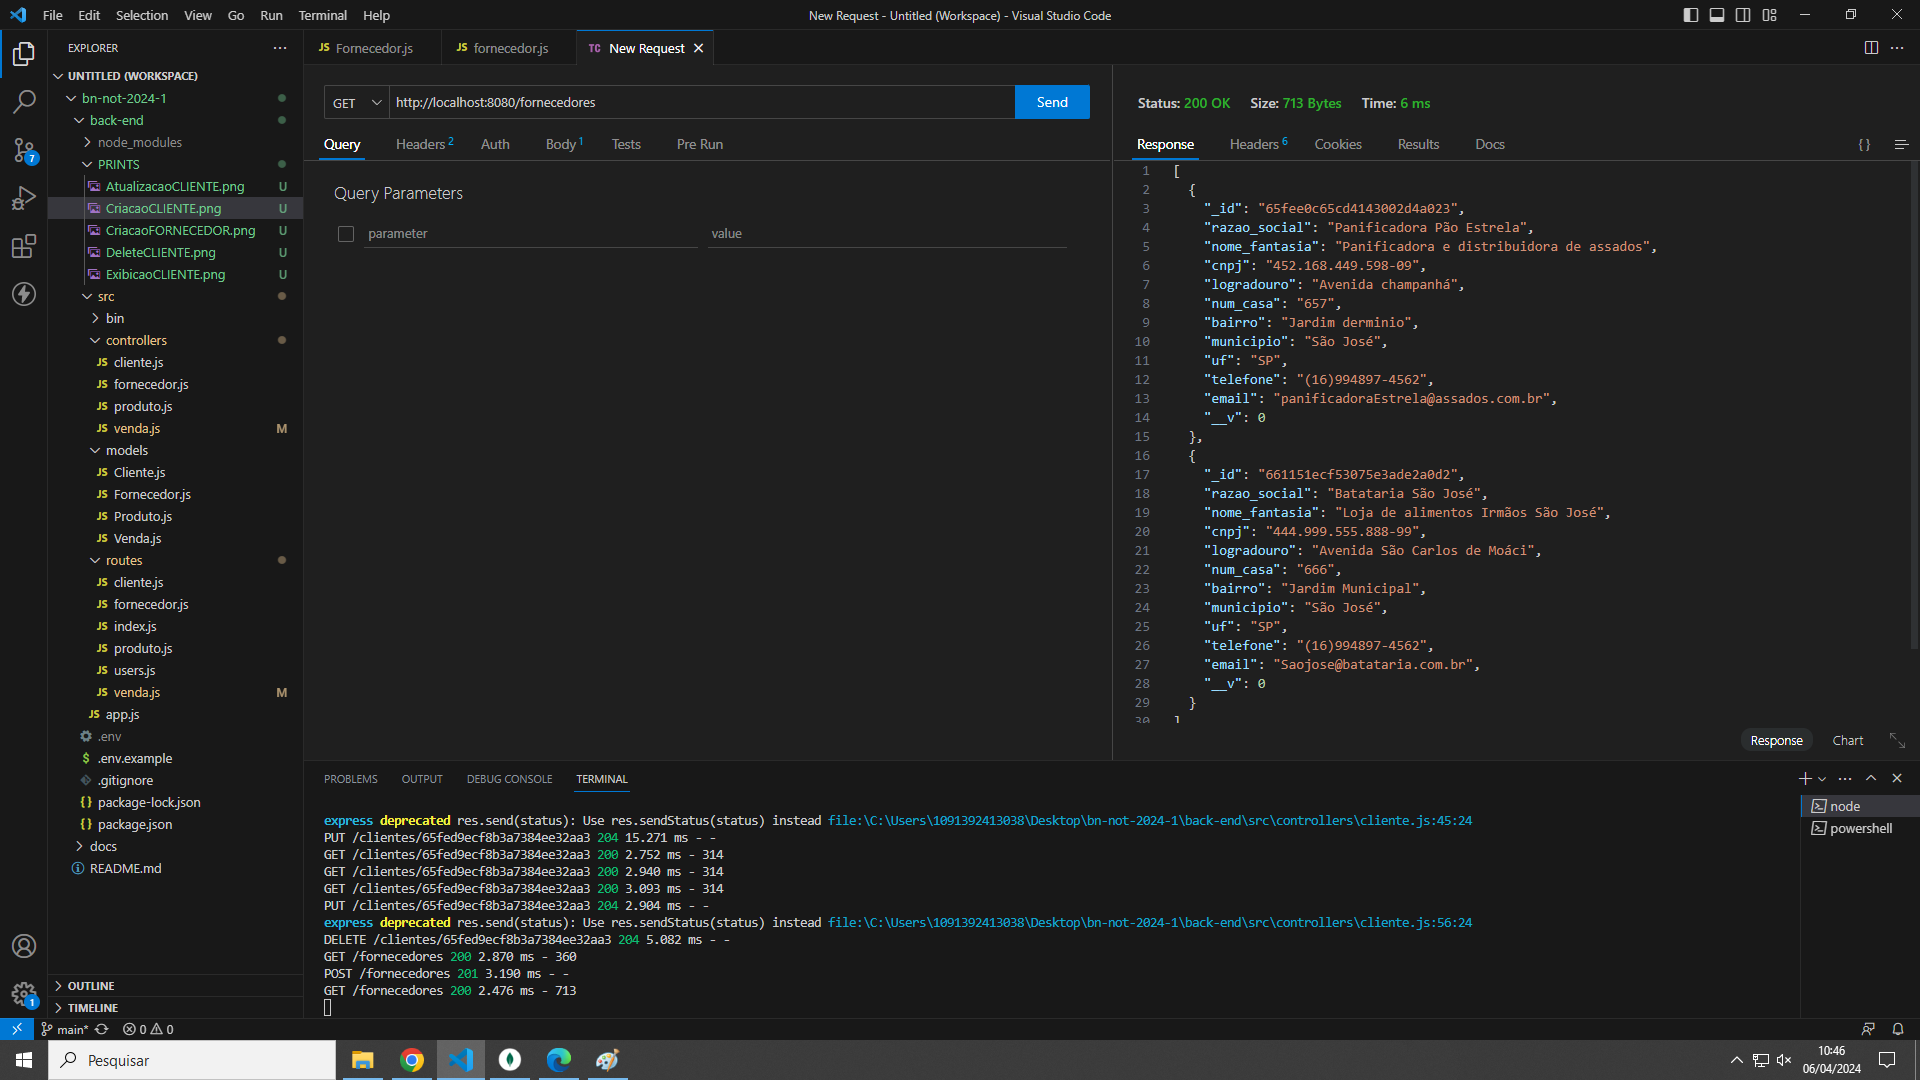 File Edit Selection View Go Run Terminal Help
New Request - Untitled (Workspace) - Visual Studio Code
EXPLORER
UNTITLED (WORKSPACE)
bn-not-2024-1
back-end
node_modules
PRINTS
AtualizacaoCLIENTE.png U
CriacaoCLIENTE.png U
CriacaoFORNECEDOR.png U
DeleteCLIENTE.png U
ExibicaoCLIENTE.png U
src
bin
controllers
JS cliente.js
JS fornecedor.js
JS produto.js
JS venda.js M
models
JS Cliente.js
JS Fornecedor.js
JS Produto.js
JS Venda.js
routes
JS cliente.js
JS fornecedor.js
JS index.js
JS produto.js
JS users.js
JS venda.js M
JS app.js
.env
$ .env.example
.gitignore
{} package-lock.json
{} package.json
docs
README.md
OUTLINE
TIMELINE
7
1
JS Fornecedor.js
JS fornecedor.js
TC New Request
GET http://localhost:8080/fornecedores Send
Query Headers 2 Auth Body 1 Tests Pre Run
Query Parameters
parameter value
Status: 200 OK Size: 713 Bytes Time: 6 ms
Response Headers 6 Cookies Results Docs {}
1 [
2 {
3 "_id": "65fee0c65cd4143002d4a023",
4 "razao_social": "Panificadora Pão Estrela",
5 "nome_fantasia": "Panificadora e distribuidora de assados",
6 "cnpj": "452.168.449.598-09",
7 "logradouro": "Avenida champanhá",
8 "num_casa": "657",
9 "bairro": "Jardim derminio",
10 "municipio": "São José",
11 "uf": "SP",
12 "telefone": "(16)994897-4562",
13 "email": "panificadoraEstrela@assados.com.br",
14 "__v": 0
15 },
16 {
17 "_id": "661151ecf53075e3ade2a0d2",
18 "razao_social": "Batataria São José",
19 "nome_fantasia": "Loja de alimentos Irmãos São José",
20 "cnpj": "444.999.555.888-99",
21 "logradouro": "Avenida São Carlos de Moáci",
22 "num_casa": "666",
23 "bairro": "Jardim Municipal",
24 "municipio": "São José",
25 "uf": "SP",
26 "telefone": "(16)994897-4562",
27 "email": "Saojose@batataria.com.br",
28 "__v": 0
29 }
30 ]
Response Chart
PROBLEMS OUTPUT DEBUG CONSOLE TERMINAL
express deprecated res.send(status): Use res.sendStatus(status) instead file:\C:\Users\1091392413038\Desktop\bn-not-2024-1\back-end\src\controllers\cliente.js:45:24
PUT /clientes/65fed9ecf8b3a7384ee32aa3 204 15.271 ms - -
GET /clientes/65fed9ecf8b3a7384ee32aa3 200 2.752 ms - 314
GET /clientes/65fed9ecf8b3a7384ee32aa3 200 2.940 ms - 314
GET /clientes/65fed9ecf8b3a7384ee32aa3 200 3.093 ms - 314
PUT /clientes/65fed9ecf8b3a7384ee32aa3 204 2.904 ms - -
express deprecated res.send(status): Use res.sendStatus(status) instead file:\C:\Users\1091392413038\Desktop\bn-not-2024-1\back-end\src\controllers\cliente.js:56:24
DELETE /clientes/65fed9ecf8b3a7384ee32aa3 204 5.082 ms - -
GET /fornecedores 200 2.870 ms - 360
POST /fornecedores 201 3.190 ms - -
GET /fornecedores 200 2.476 ms - 713
node
powershell
main* 0 0
Pesquisar
10:46
06/04/2024